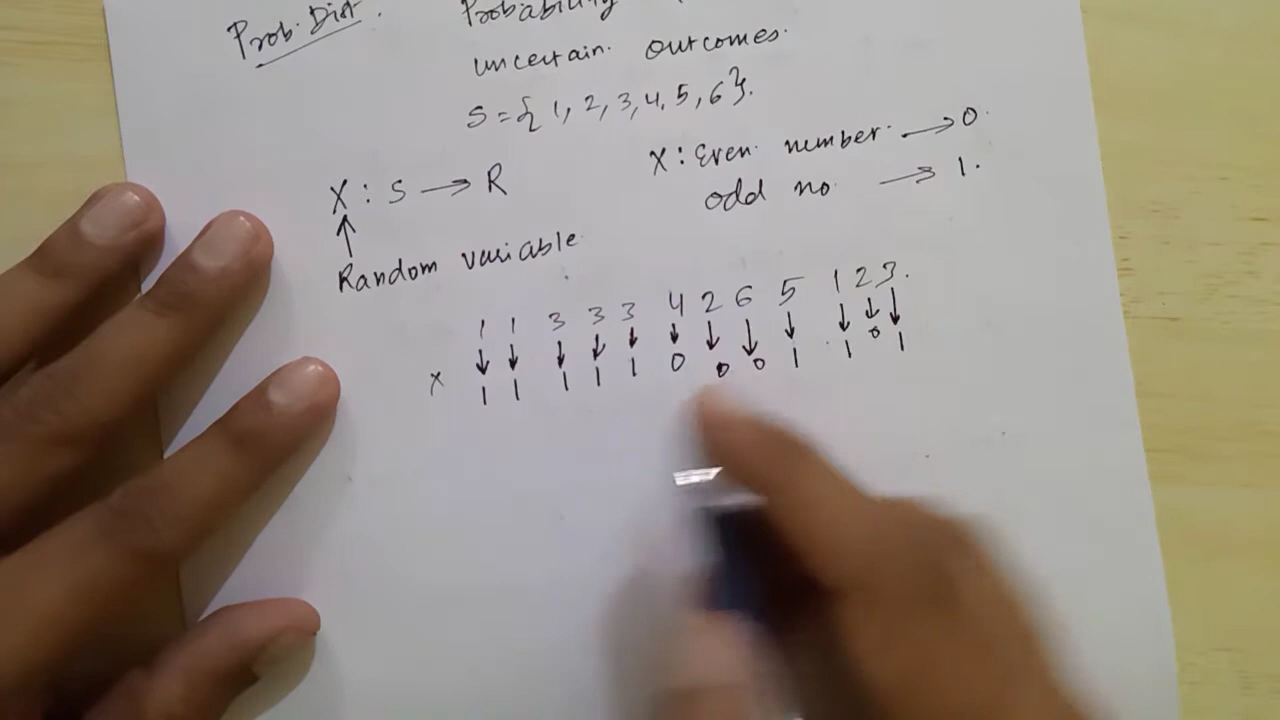 Prob. Dist. Probability
uncertain. outcomes.
S = { 1, 2, 3, 4, 5, 6 }.
X : Even number. → 0.
X : S → R
odd no → 1.
↑
Random variable
1 1 3 3 3 4 2 6 5 1 2 3.
↓ ↓ ↓ ↓ ↓ ↓ ↓ ↓ ↓ ↓ ↓ ↓
X 1 1 1 1 1 0 0 0 1 1 0 1